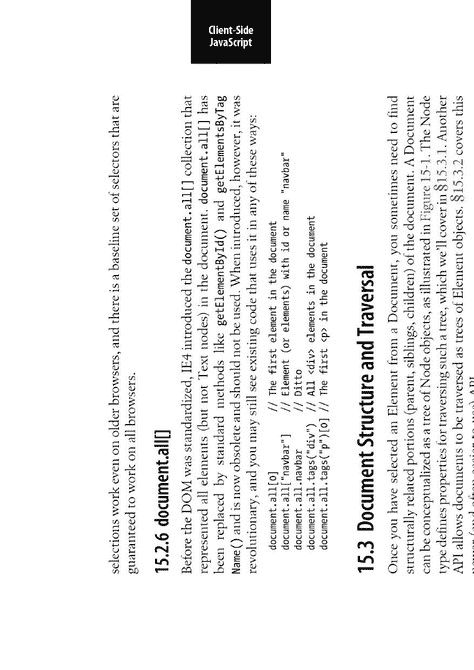 Client-Side
JavaScript
selections work even on older browsers, and there is a baseline set of selectors that are
guaranteed to work on all browsers.
15.2.6 document.all[]
Before the DOM was standardized, IE4 introduced the document.all[] collection that
represented all elements (but not Text nodes) in the document. document.all[] has
been replaced by standard methods like getElementById() and getElementsByTag
Name() and is now obsolete and should not be used. When introduced, however, it was
revolutionary, and you may still see existing code that uses it in any of these ways:
document.all[0] // The first element in the document
document.all["navbar"] // Element (or elements) with id or name "navbar"
document.all.navbar // Ditto
document.all.tags("div") // All <div> elements in the document
document.all.tags("p")[0] // The first <p> in the document
15.3 Document Structure and Traversal
Once you have selected an Element from a Document, you sometimes need to find
structurally related portions (parent, siblings, children) of the document. A Document
can be conceptualized as a tree of Node objects, as illustrated in Figure 15-1. The Node
type defines properties for traversing such a tree, which we'll cover in §15.3.1. Another
API allows documents to be traversed as trees of Element objects. §15.3.2 covers this